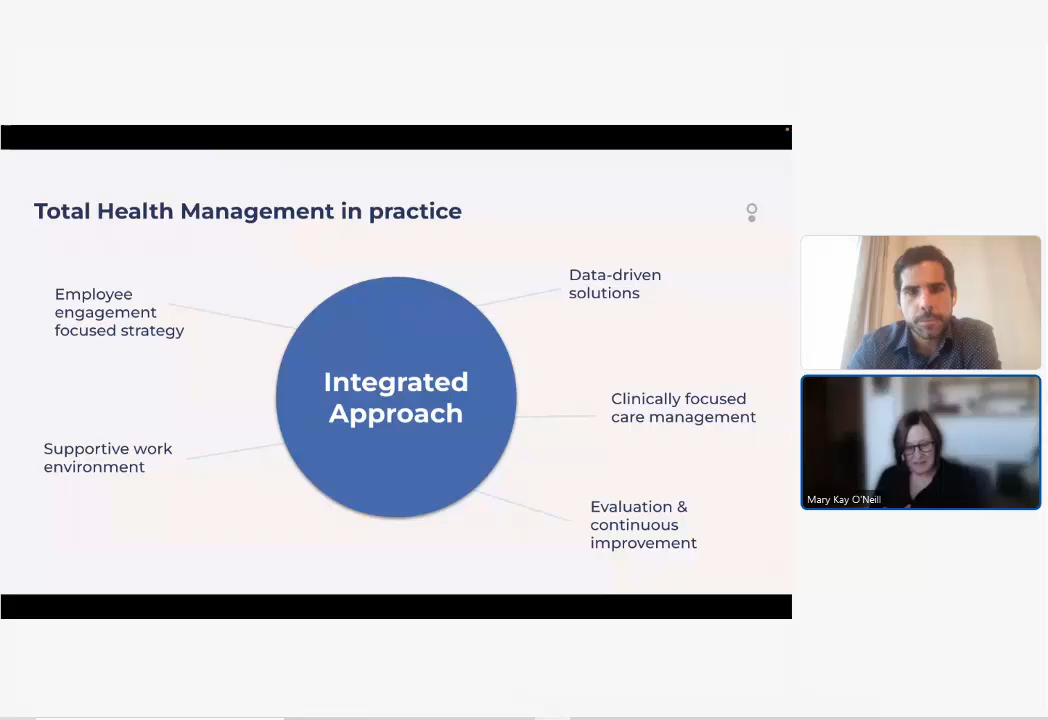 Total Health Management in practice
Employee
engagement
focused strategy
Supportive work
environment
Integrated
Approach
Data-driven
solutions
Clinically focused
care management
Evaluation &
continuous
improvement
Mary Kay O'Neill